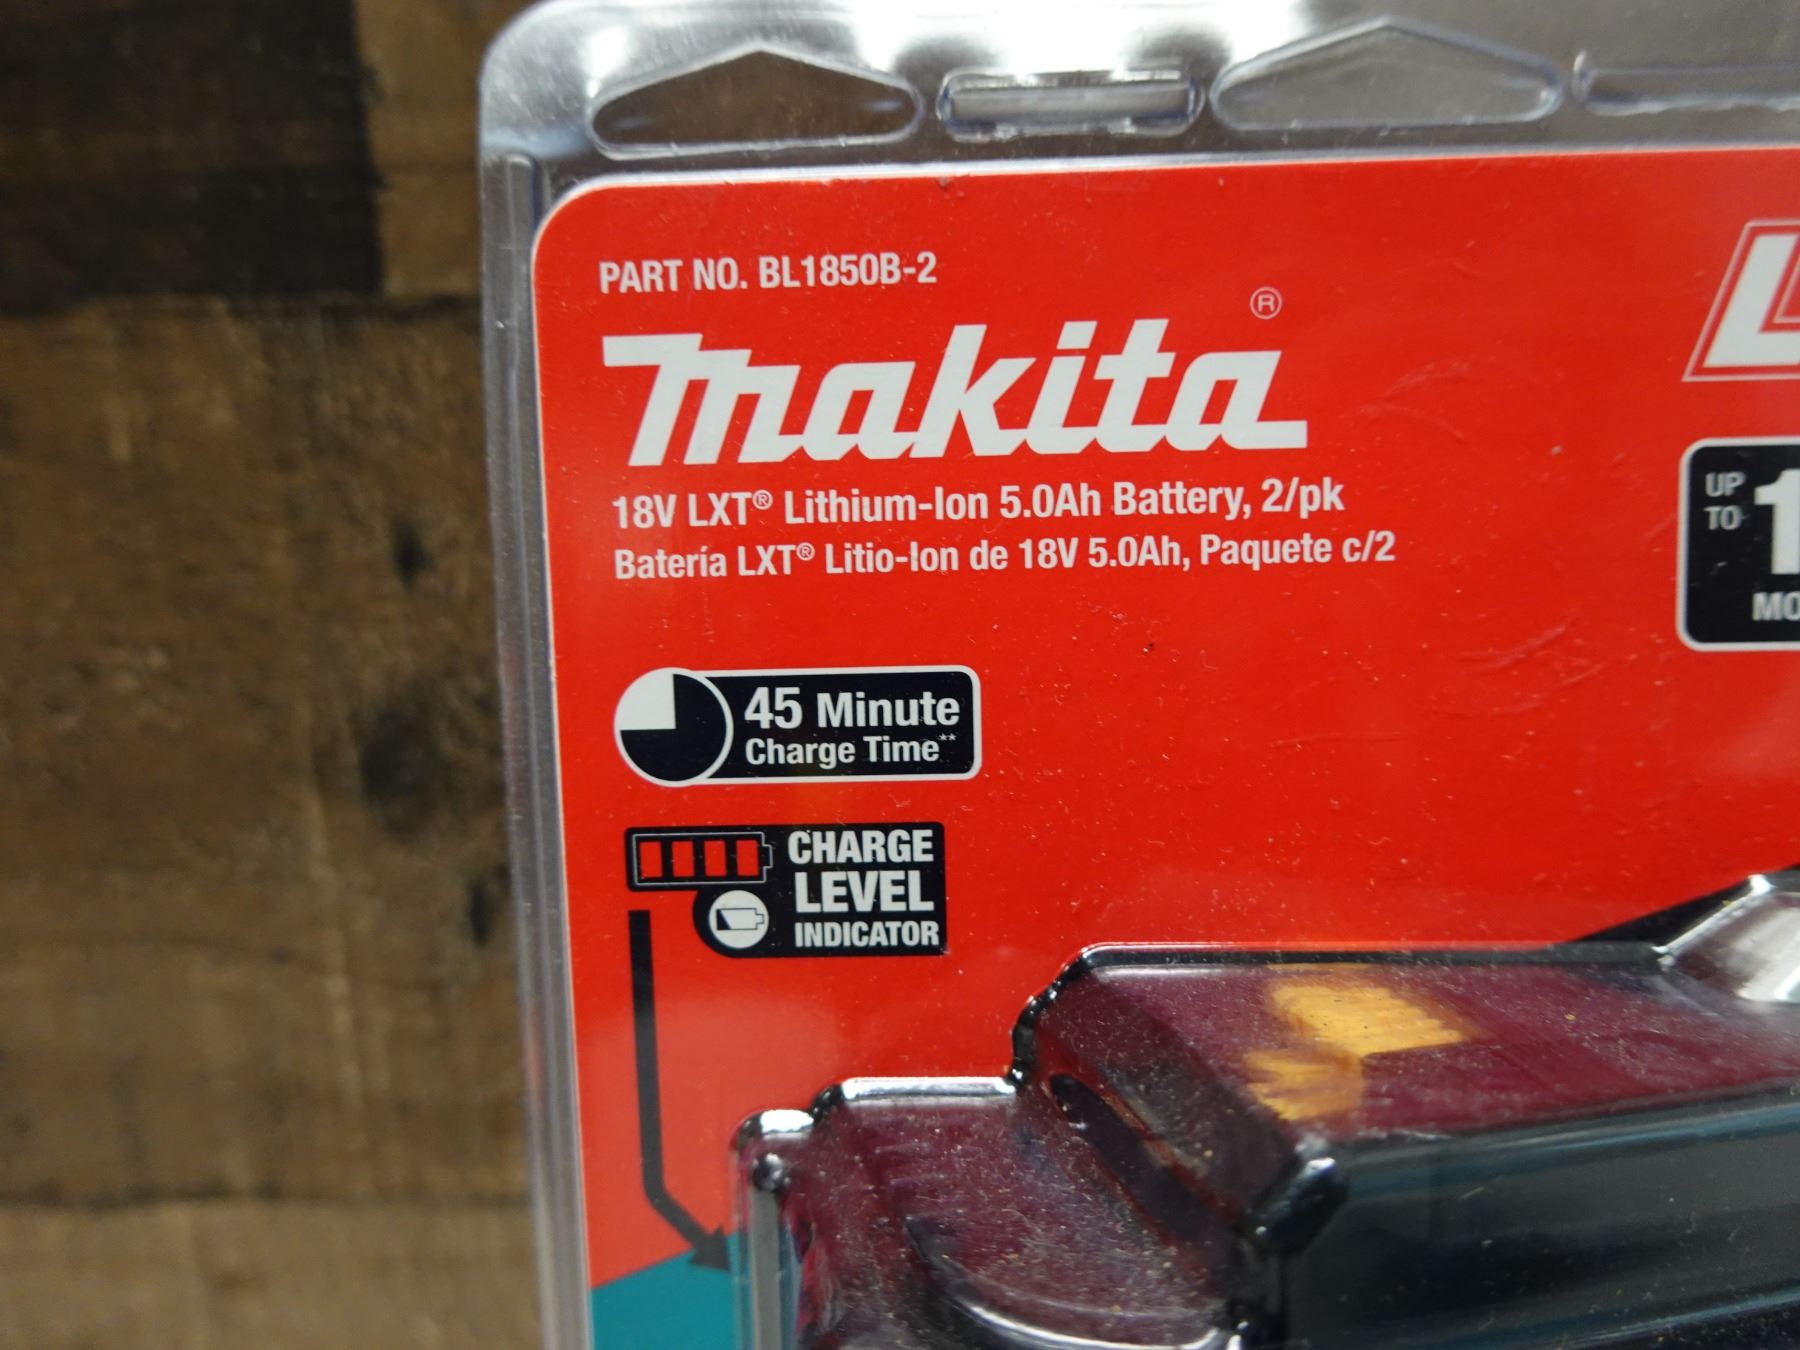 PART NO. BL1850B-2
makita®
18V LXT® Lithium-Ion 5.0Ah Battery, 2/pk
Batería LXT® Litio-Ion de 18V 5.0Ah, Paquete c/2
UP
TO
45 Minute
Charge Time**
CHARGE
LEVEL
INDICATOR